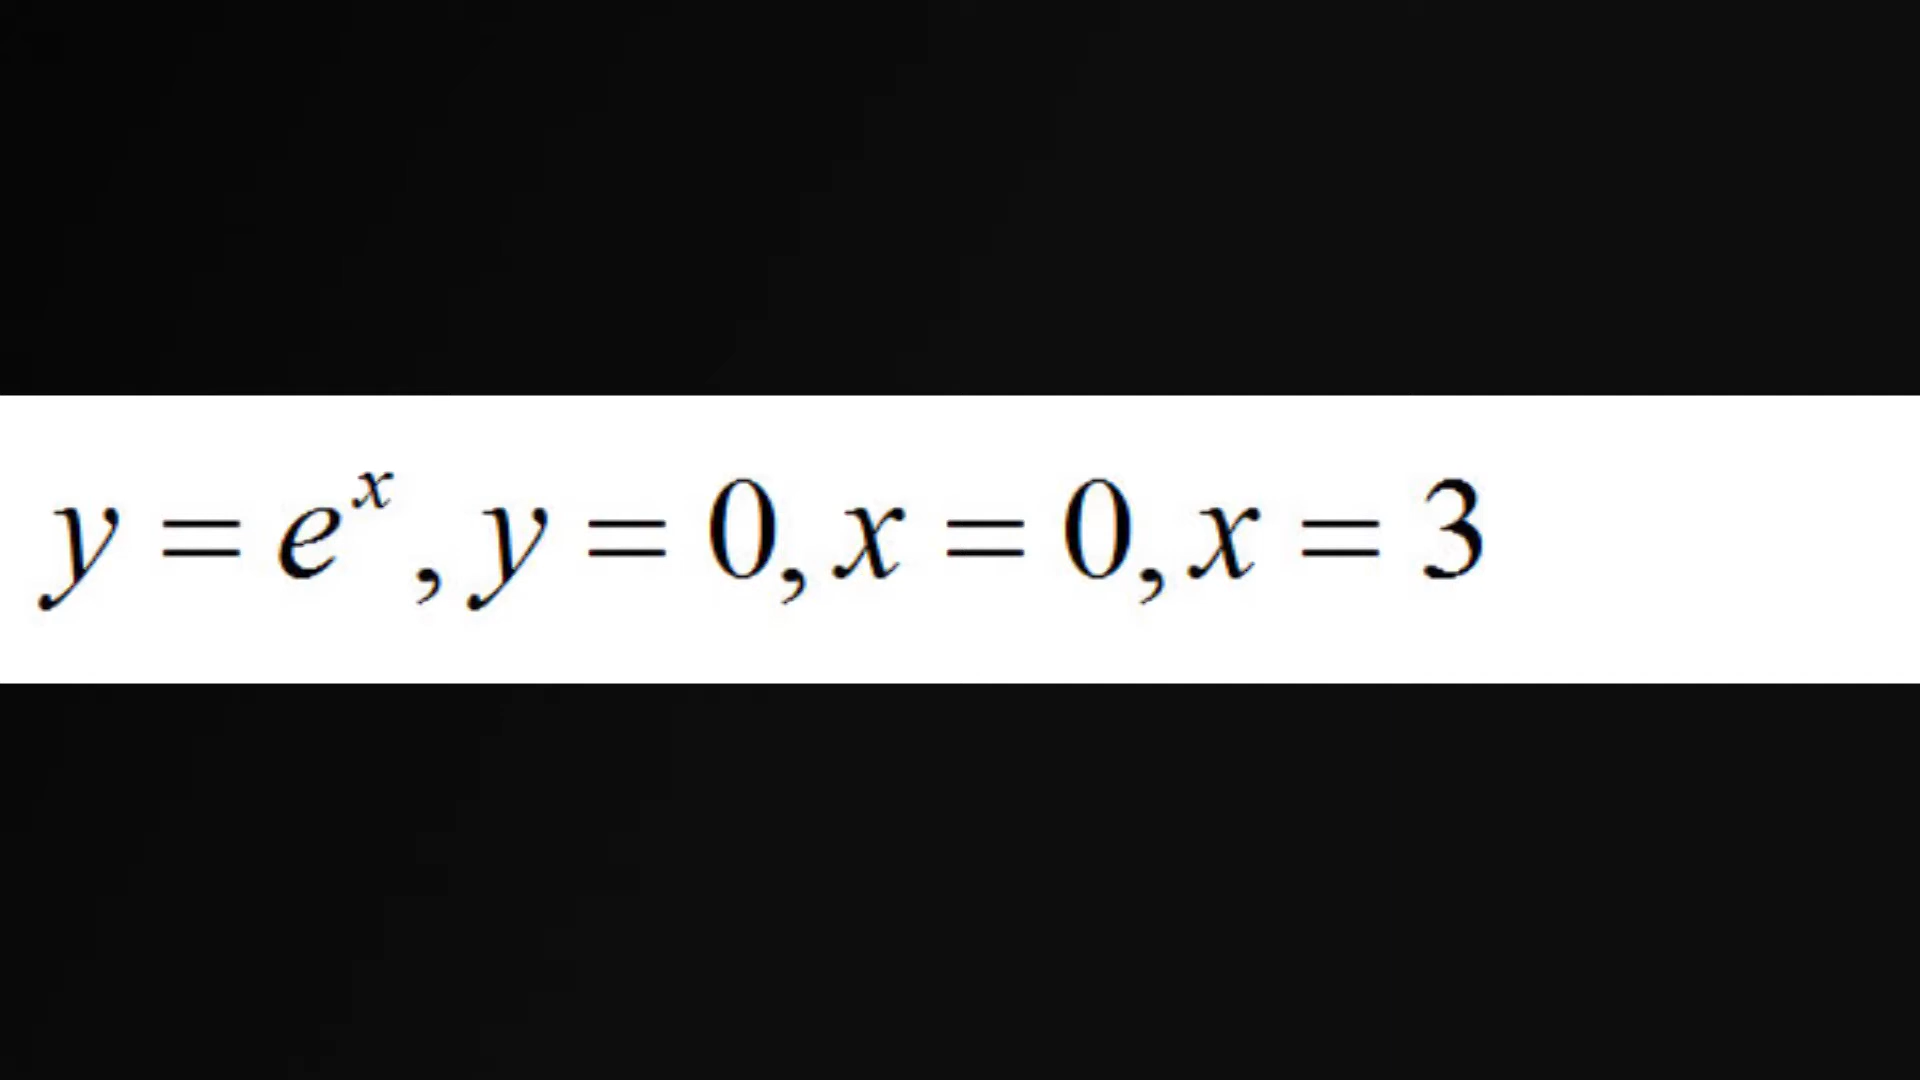 y = e^x, y = 0, x = 0, x = 3